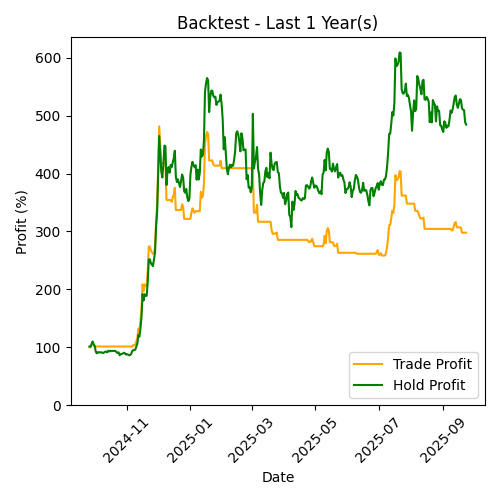 Backtest - Last 1 Year(s)
Profit (%)
600
500
400
300
200
100
0
2024-11
2025-01
2025-03
2025-05
2025-07
2025-09
Date
Trade Profit
Hold Profit